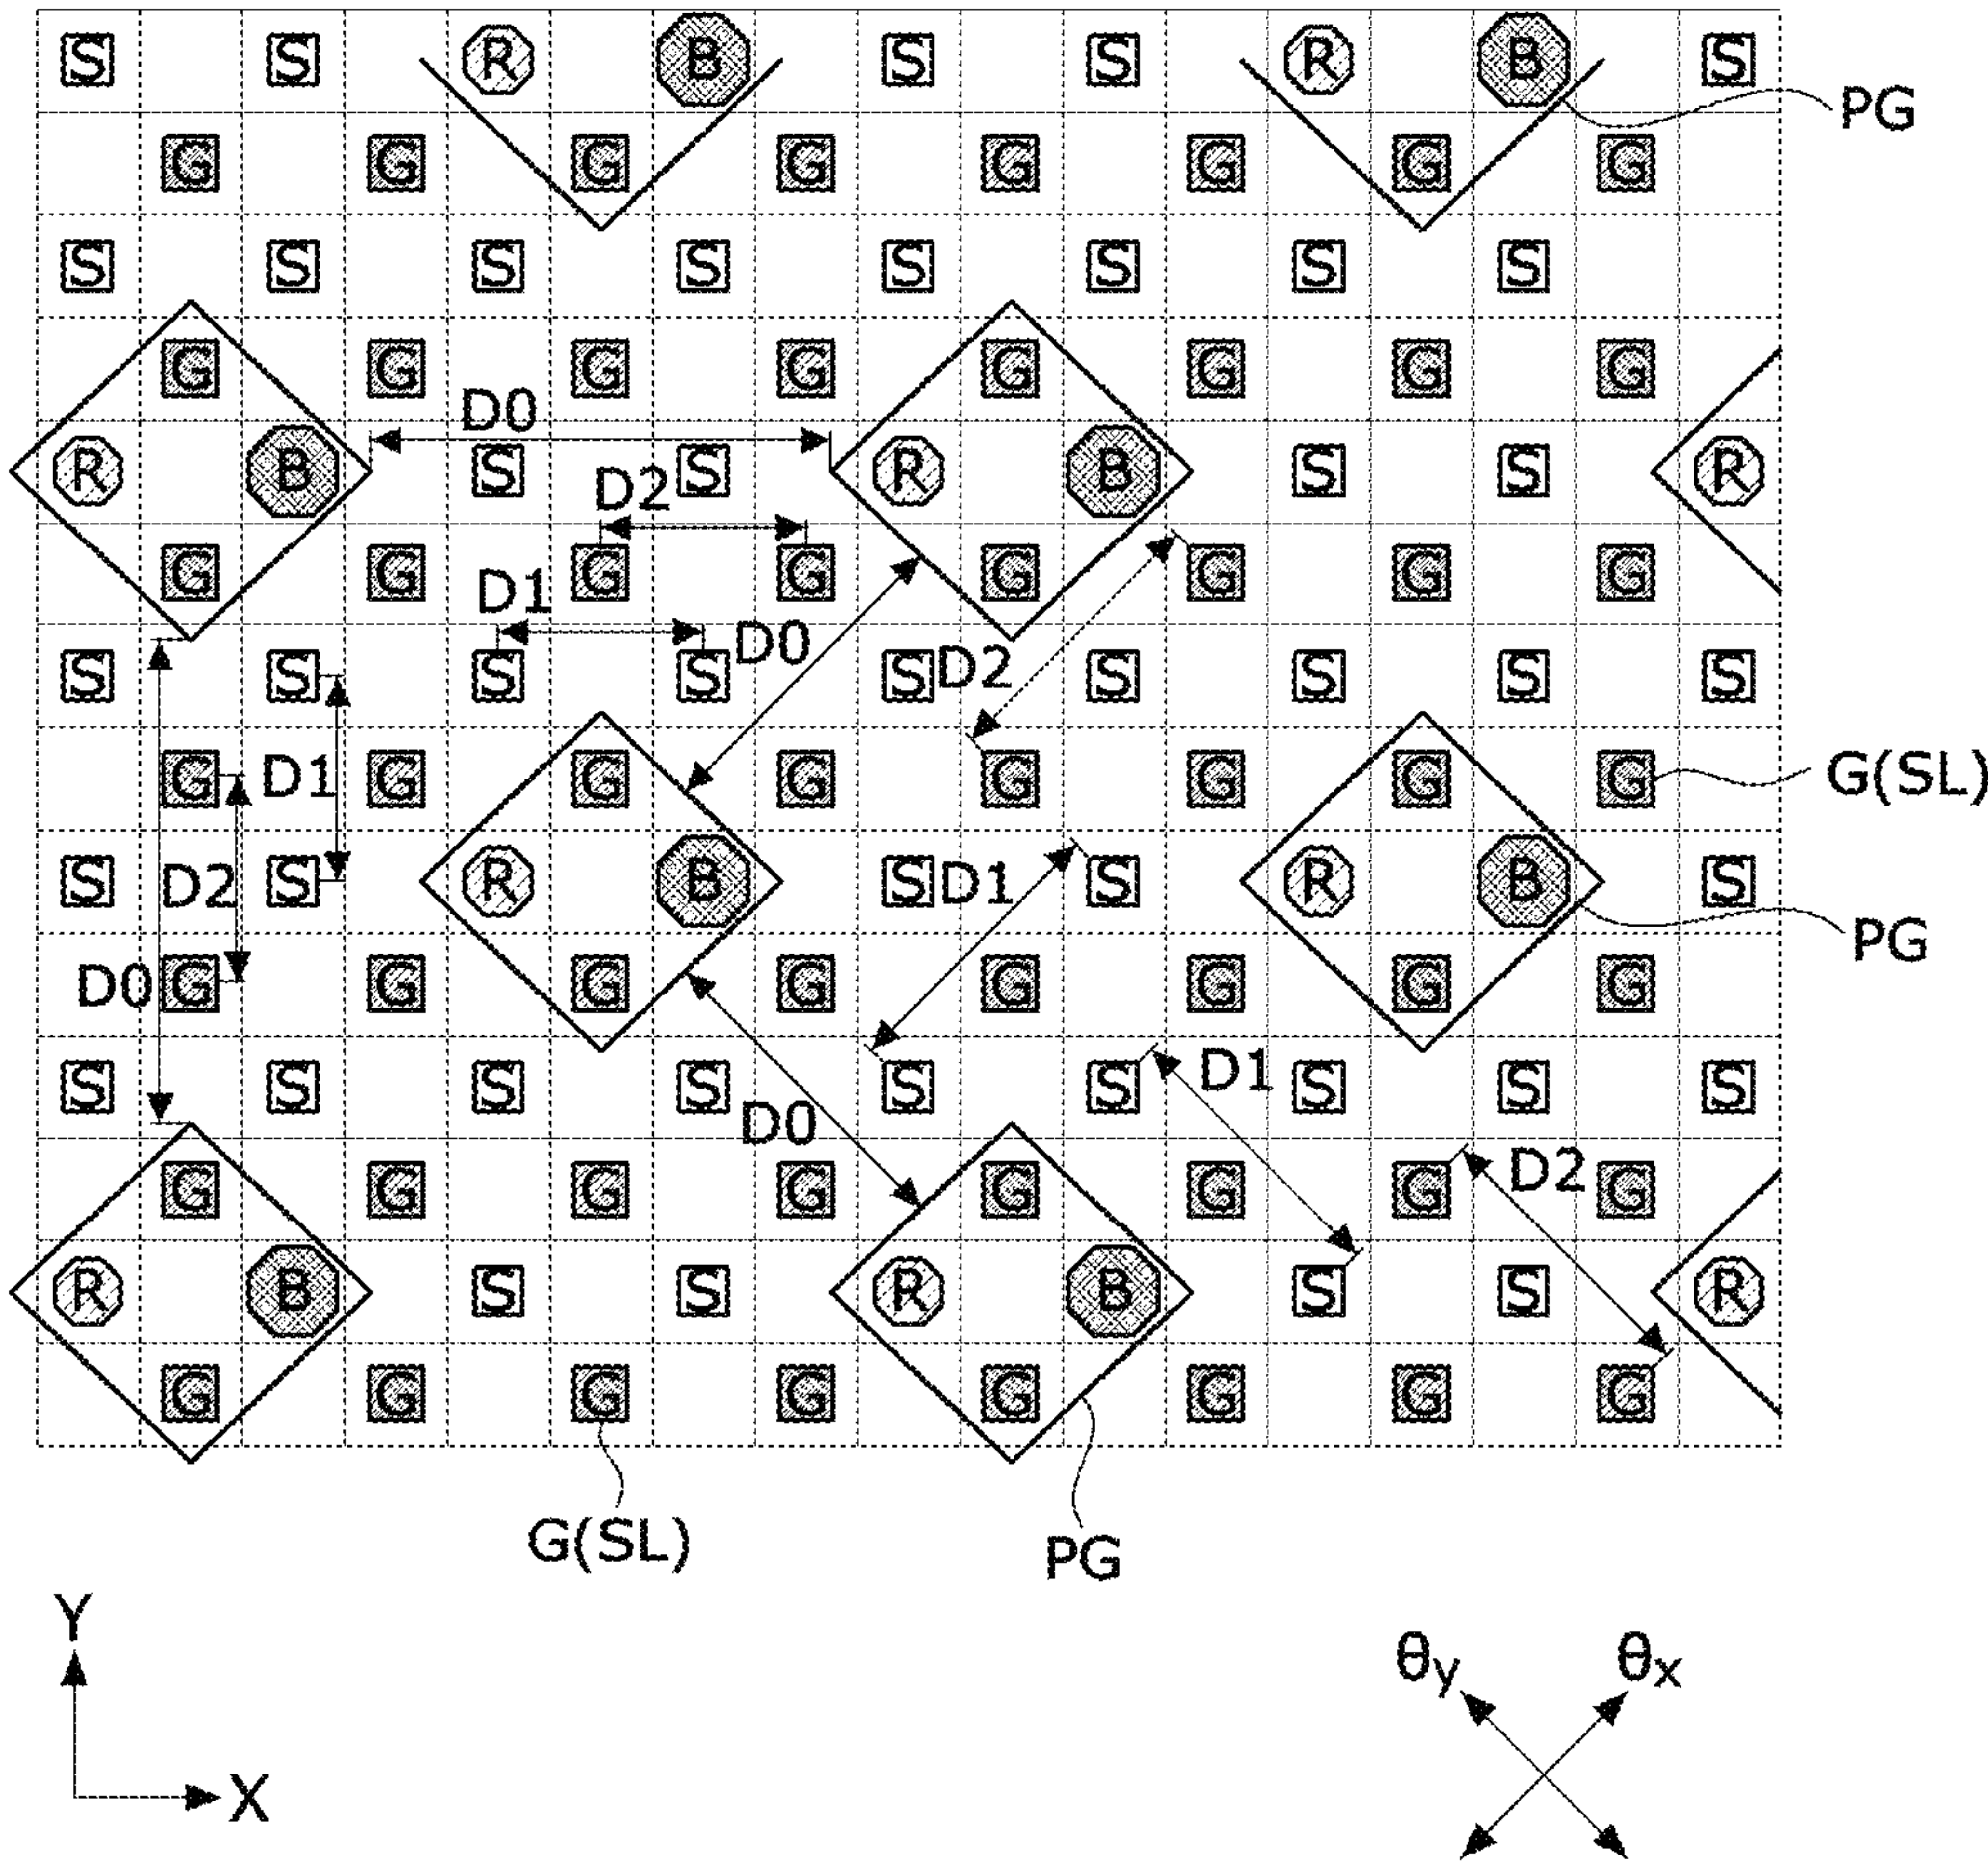 S S R B S S R B S
PG
G G G G G G G G
S S S S S S S S
G G G G G G G G
D0
R B S S R B S S R
D2
G G G G G G G G
D1
D0
S S S S S D2 S S S S
G D1 G G G G G G G G(SL)
S D2 S R B S D1 S R B S
PG
D0 G G G G G G G G
S S S S S S D1 S S S
D0
G G G G G G G D2 G
R B S S R B S S R
G G G G G G G G
G(SL) PG
Y
X
θy θx